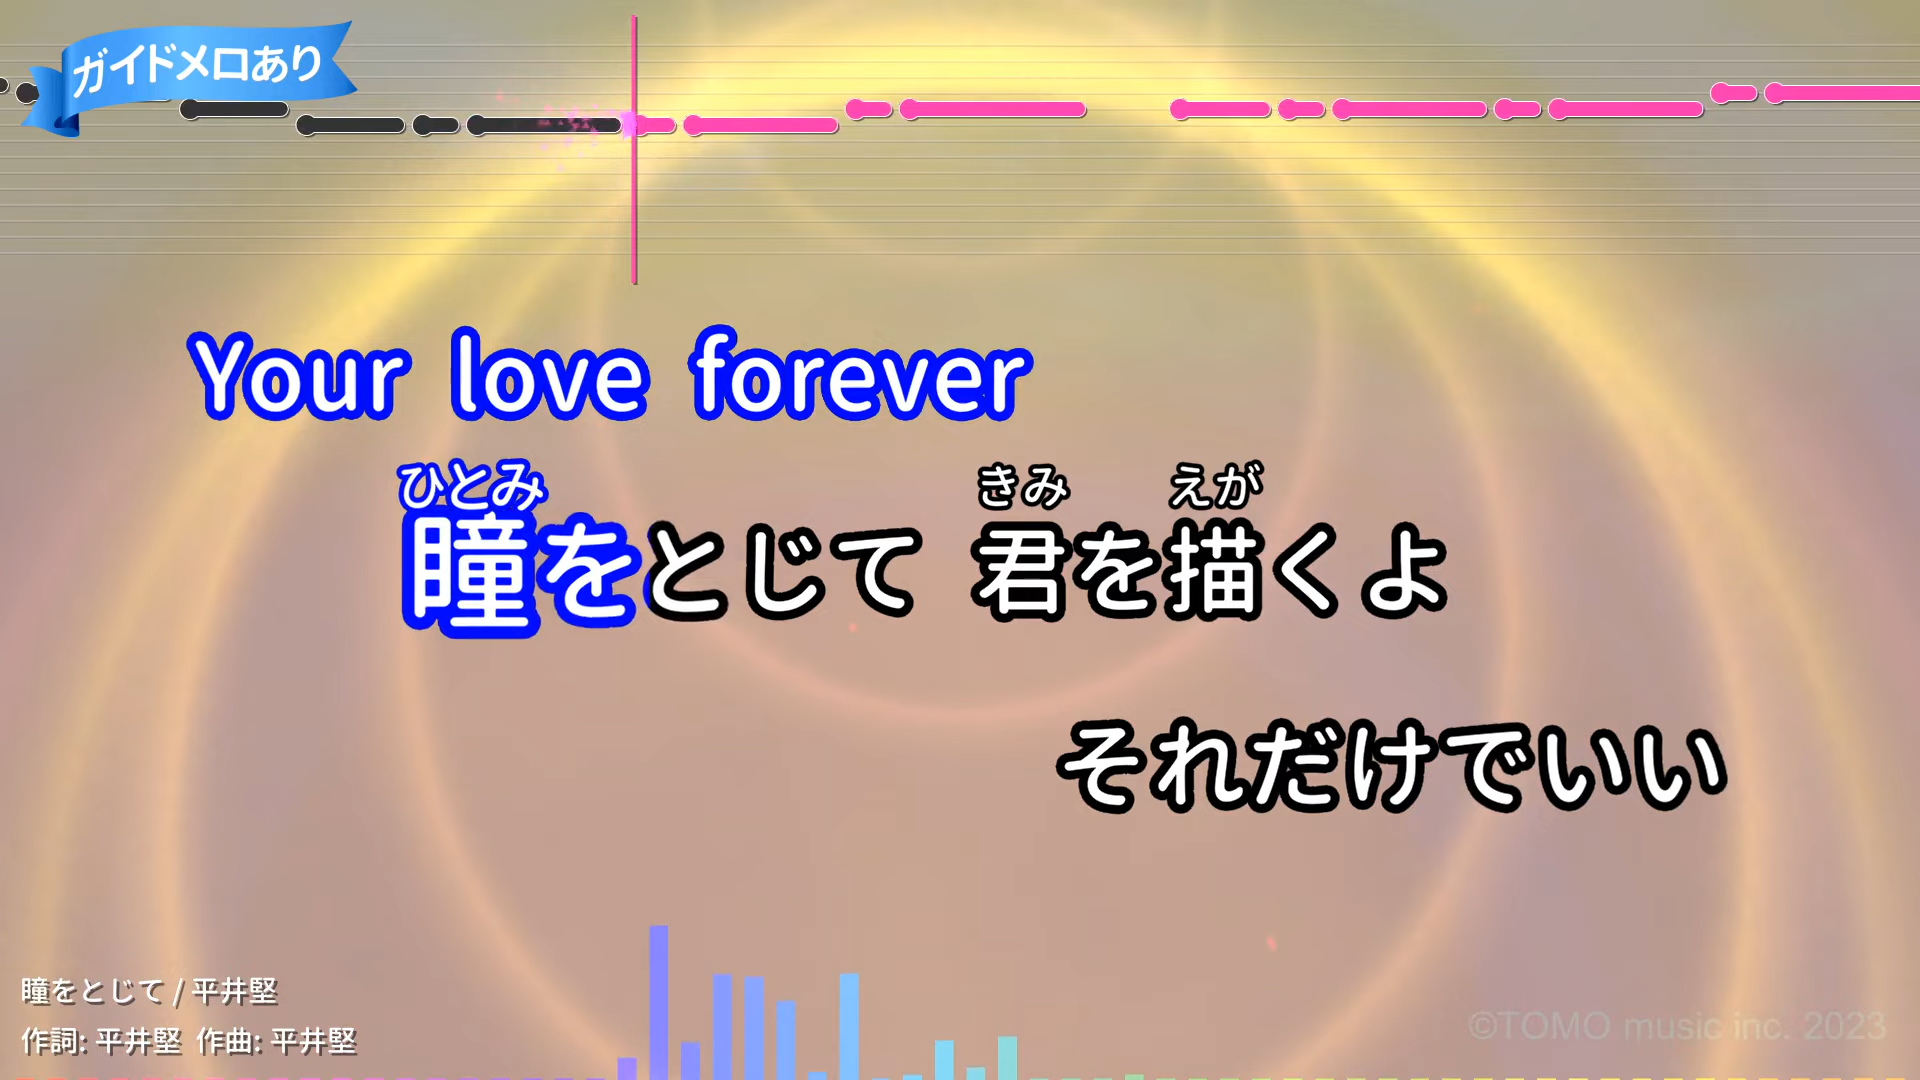 ガイドメロあり
Your love forever
ひとみ きみ えが
瞳をとじて 君を描くよ
それだけでいい
瞳をとじて / 平井堅
作詞: 平井堅 作曲: 平井堅
©TOMO music inc. 2023